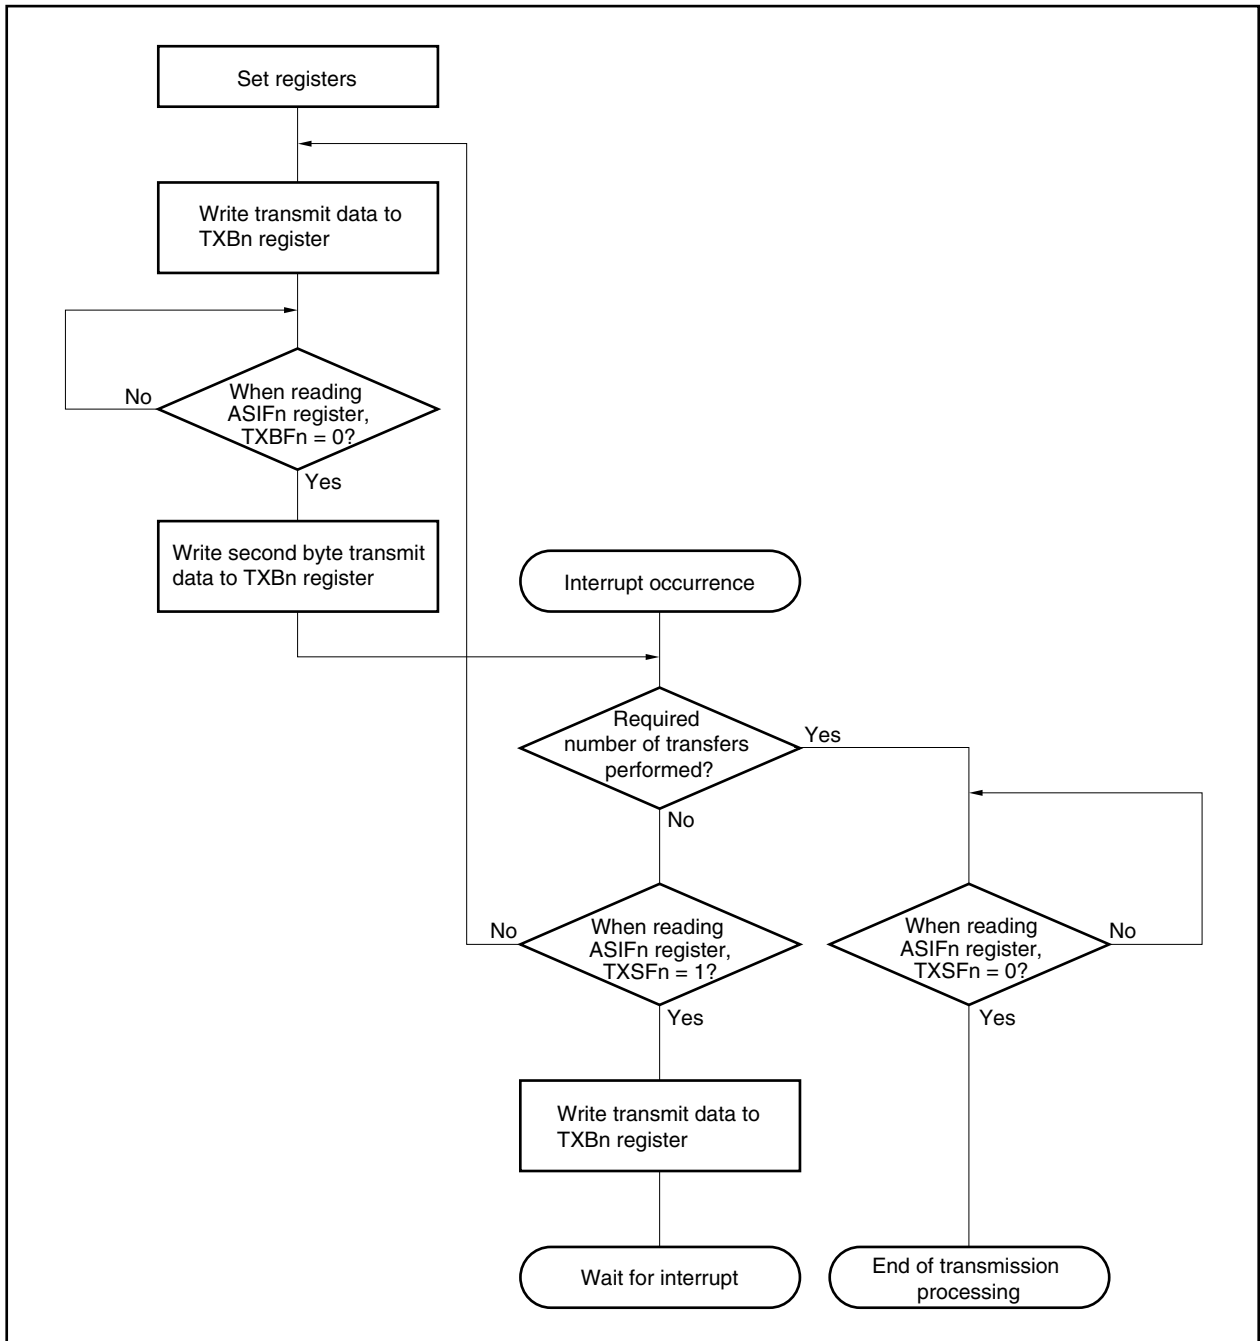 Set registers
Write transmit data to
TXBn register
No
When reading
ASIFn register,
TXBFn = 0?
Yes
Write second byte transmit
data to TXBn register
Interrupt occurrence
Required
number of transfers
performed?
Yes
No
No
When reading
ASIFn register,
TXSFn = 1?
Yes
When reading
ASIFn register,
TXSFn = 0?
No
Yes
Write transmit data to
TXBn register
Wait for interrupt
End of transmission
processing